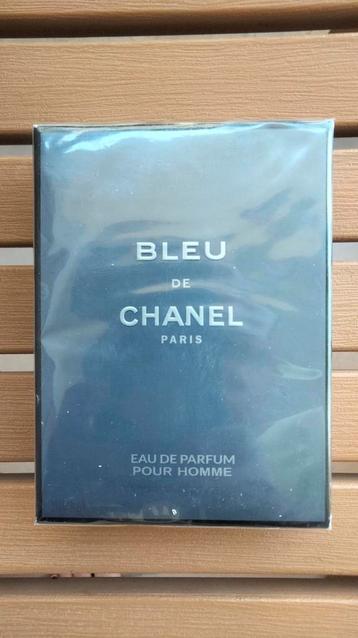 BLEU
DE
CHANEL
PARIS
EAU DE PARFUM
POUR HOMME